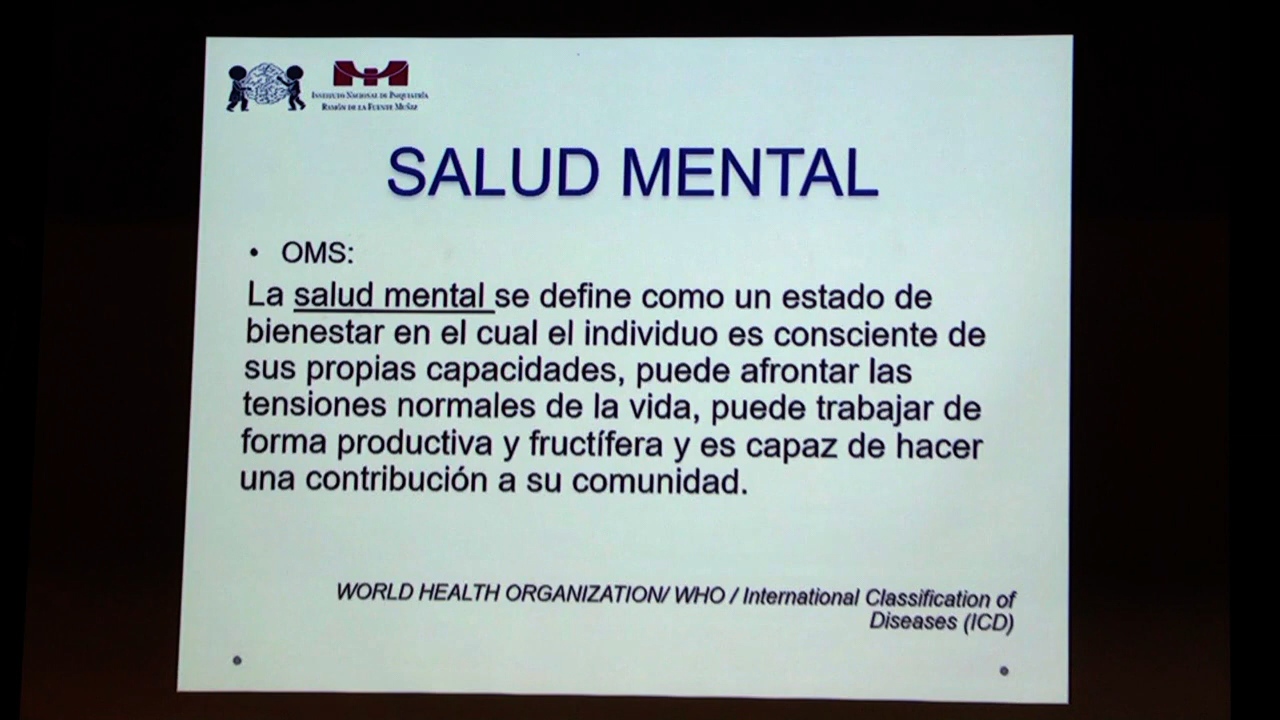 INSTITUTO NACIONAL DE PSIQUIATRÍA
RAMÓN DE LA FUENTE MUÑIZ
SALUD MENTAL
• OMS:
La salud mental se define como un estado de
bienestar en el cual el individuo es consciente de
sus propias capacidades, puede afrontar las
tensiones normales de la vida, puede trabajar de
forma productiva y fructífera y es capaz de hacer
una contribución a su comunidad.
WORLD HEALTH ORGANIZATION/ WHO / International Classification of
Diseases (ICD)